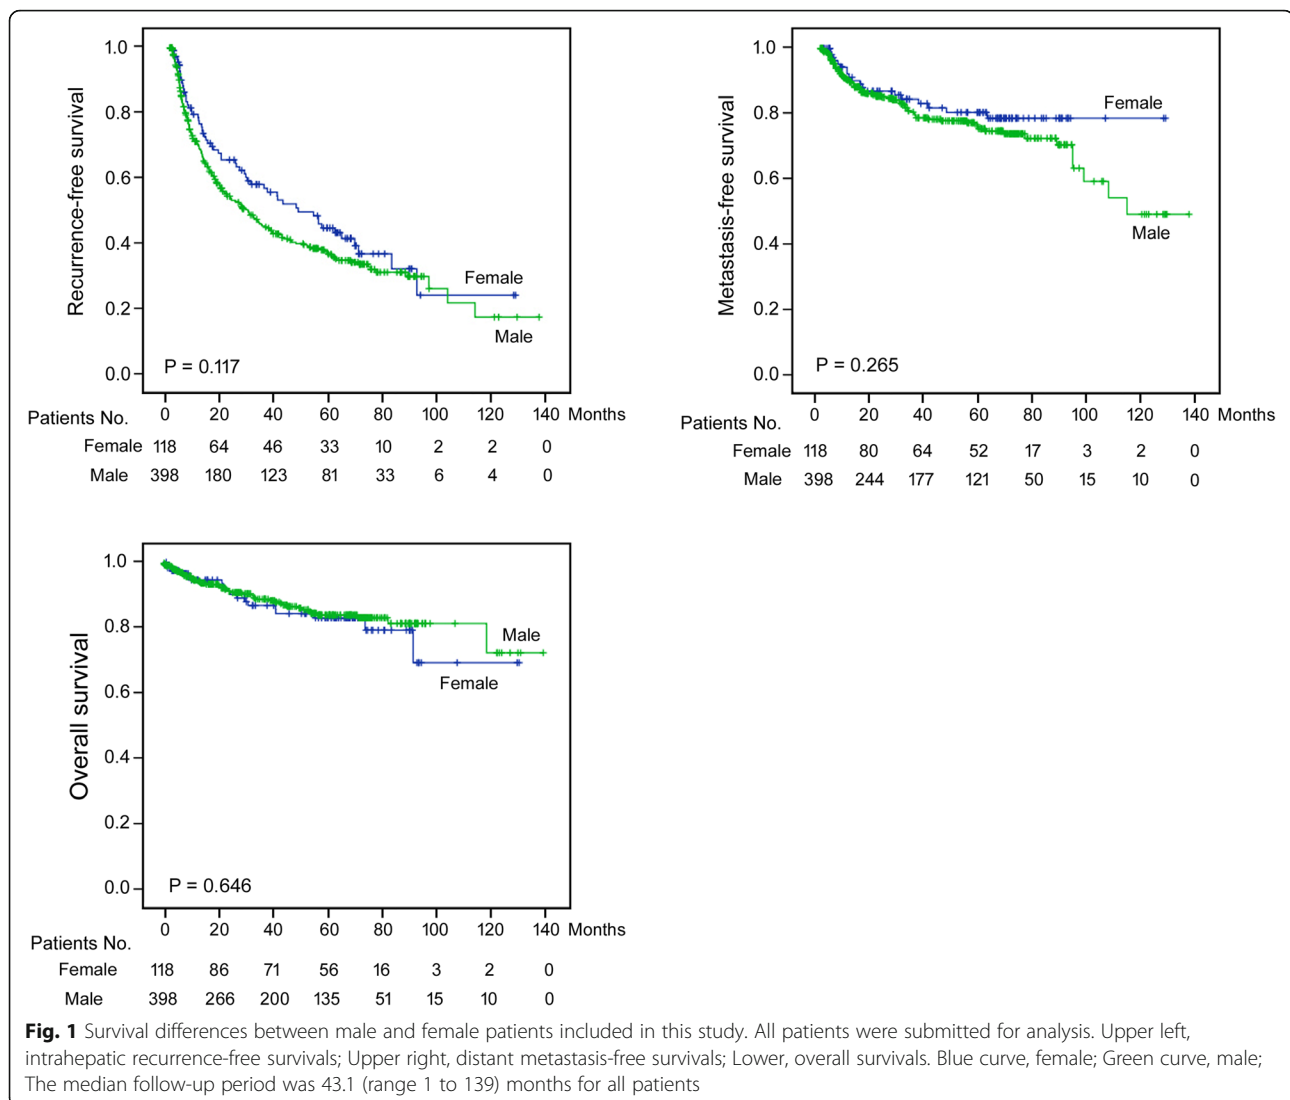 Recurrence-free survival
1.0
0.8
0.6
0.4
0.2
0.0
Female
Male
P = 0.117
0 20 40 60 80 100 120 140 Months
Patients No.
Female 118 64 46 33 10 2 2 0
Male 398 180 123 81 33 6 4 0
Metastasis-free survival
1.0
0.8
0.6
0.4
0.2
0.0
Female
Male
P = 0.265
0 20 40 60 80 100 120 140 Months
Patients No.
Female 118 80 64 52 17 3 2 0
Male 398 244 177 121 50 15 10 0
Overall survival
1.0
0.8
0.6
0.4
0.2
0.0
Male
Female
P = 0.646
0 20 40 60 80 100 120 140 Months
Patients No.
Female 118 86 71 56 16 3 2 0
Male 398 266 200 135 51 15 10 0
Fig. 1 Survival differences between male and female patients included in this study. All patients were submitted for analysis. Upper left,
intrahepatic recurrence-free survivals; Upper right, distant metastasis-free survivals; Lower, overall survivals. Blue curve, female; Green curve, male;
The median follow-up period was 43.1 (range 1 to 139) months for all patients